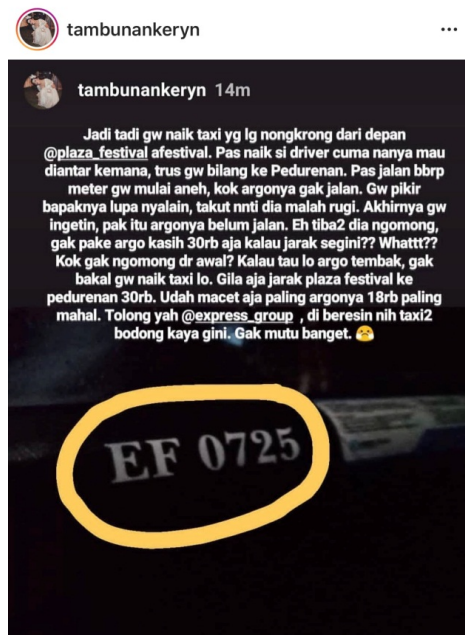 tambunankeryn
tambunankeryn 14m
Jadi tadi gw naik taxi yg lg nongkrong dari depan
@plaza_festival afestival. Pas naik si driver cuma nanya mau
diantar kemana, trus gw bilang ke Pedurenan. Pas jalan bbrp
meter gw mulai aneh, kok argonya gak jalan. Gw pikir
bapaknya lupa nyalain, takut nnti dia malah rugi. Akhirnya gw
ingetin, pak itu argonya belum jalan. Eh tiba2 dia ngomong,
gak pake argo kasih 30rb aja kalau jarak segini?? Whattt??
Kok gak ngomong dr awal? Kalau tau lo argo tembak, gak
bakal gw naik taxi lo. Gila aja jarak plaza festival ke
pedurenan 30rb. Udah macet aja paling argonya 18rb paling
mahal. Tolong yah @express_group , di beresin nih taxi2
bodong kaya gini. Gak mutu banget. 😤
EF 0725